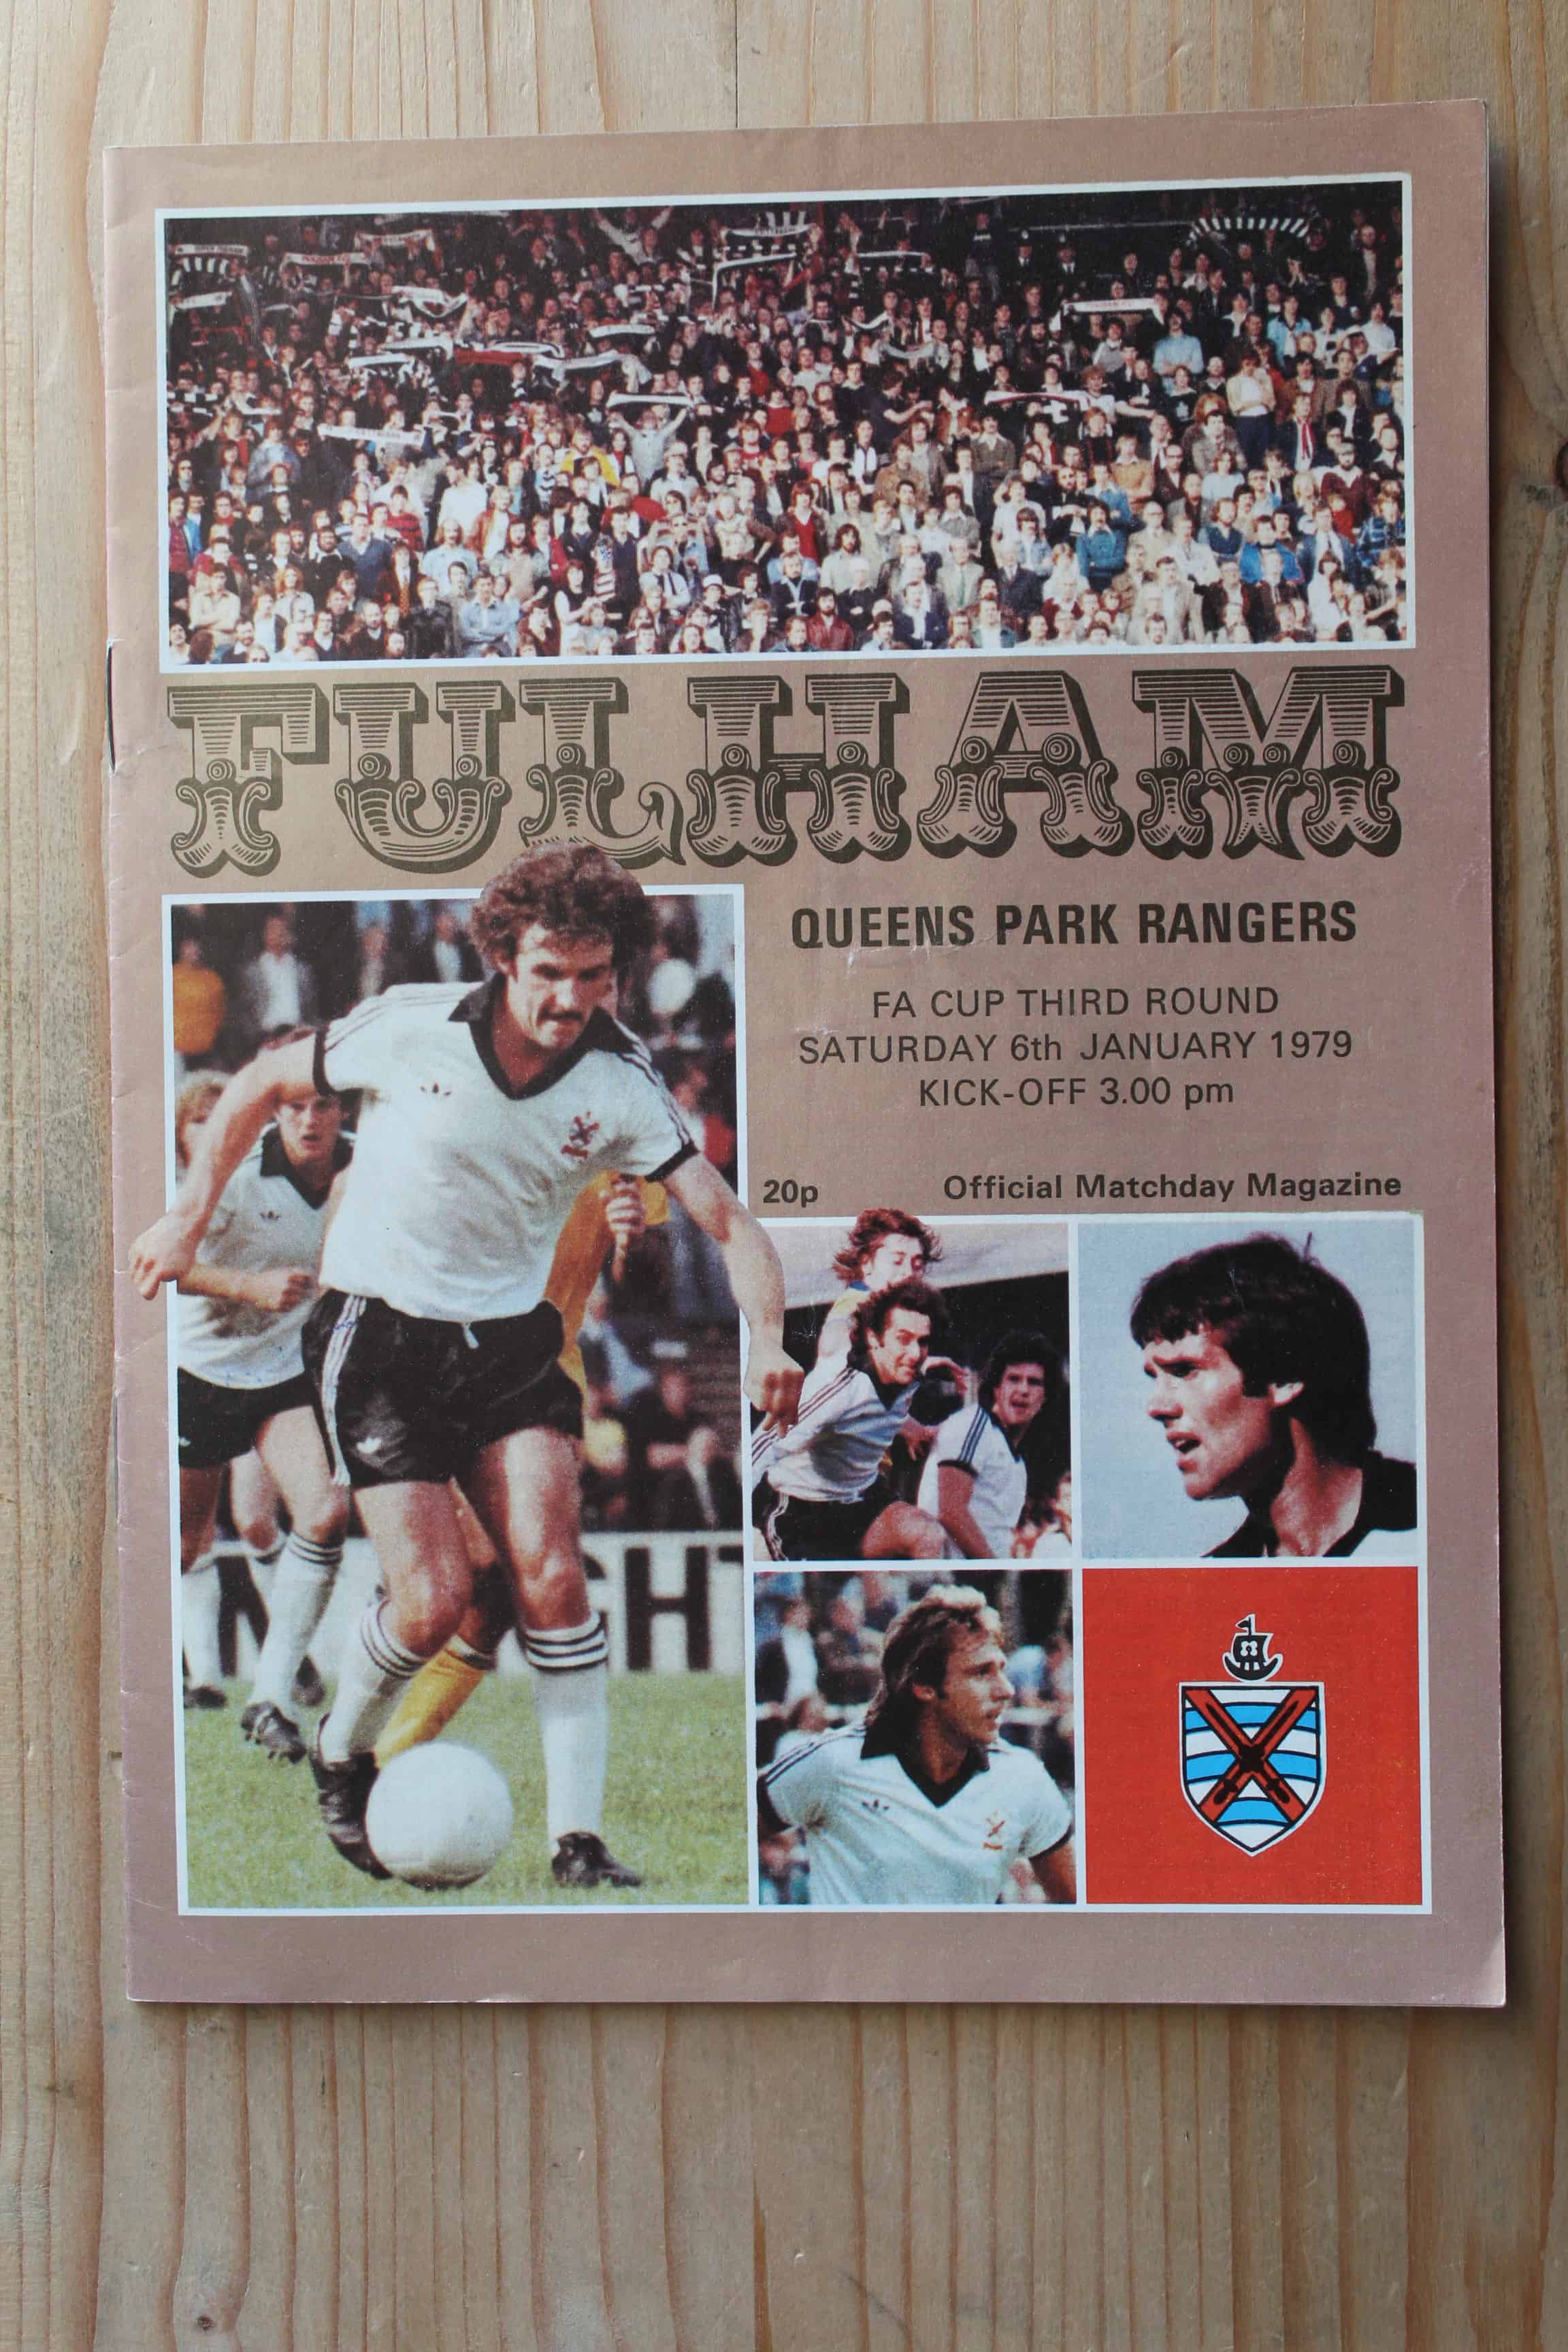 FULHAM
QUEENS PARK RANGERS
FA CUP THIRD ROUND
SATURDAY 6th JANUARY 1979
KICK-OFF 3.00 pm
20p Official Matchday Magazine